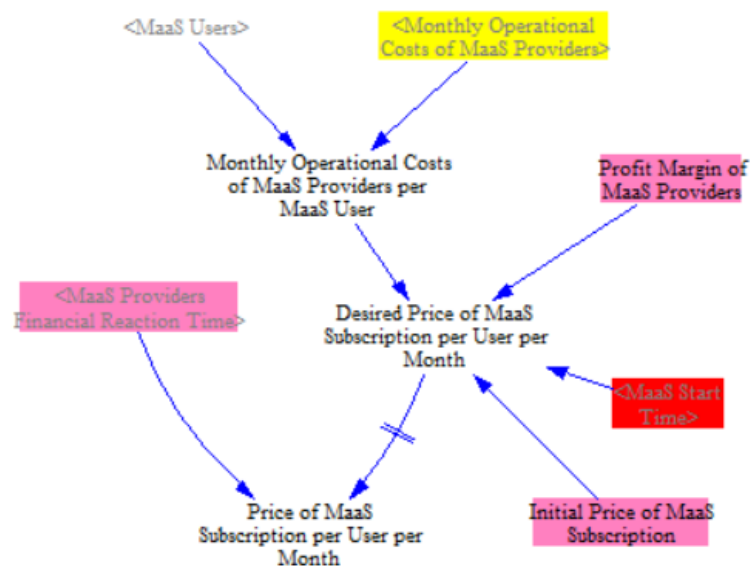 <MaaS Users>
<Monthly Operational
Costs of MaaS Providers>
Monthly Operational Costs
of MaaS Providers per
MaaS User
Profit Margin of
MaaS Providers
<MaaS Providers
Financial Reaction Time>
Desired Price of MaaS
Subscription per User per
Month
<MaaS Start
Time>
Price of MaaS
Subscription per User per
Month
Initial Price of MaaS
Subscription